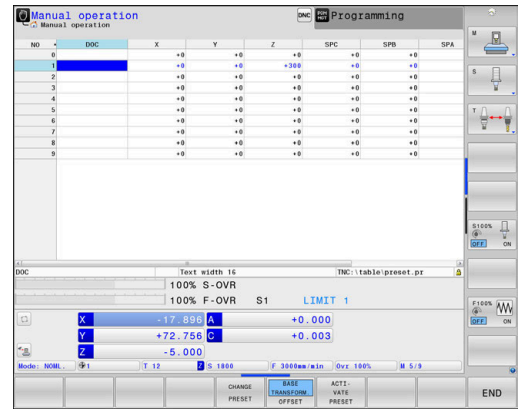 Manual operation
DNC
Programming
Manual operation
NO DOC X Y Z SPC SPB SPA
0 +0 +0 +0 +0 +0
1 +0 +0 +300 +0 +0
2 +0 +0 +0 +0 +0
3 +0 +0 +0 +0 +0
4 +0 +0 +0 +0 +0
5 +0 +0 +0 +0 +0
6 +0 +0 +0 +0 +0
7 +0 +0 +0 +0 +0
8 +0 +0 +0 +0 +0
9 +0 +0 +0 +0 +0
DOC Text width 16 TNC:\table\preset.pr
100% S-OVR
100% F-OVR S1 LIMIT 1
X -17.896 A +0.000
Y +72.756 C +0.003
Z -5.000
Mode: NOML. 1 T 12 Z S 1800 F 3000mm/min Ovr 100% M 5/9
CHANGE PRESET
BASE TRANSFORM. OFFSET
ACTI- VATE PRESET
END
M
S
T
S100%
OFF ON
F100%
OFF ON